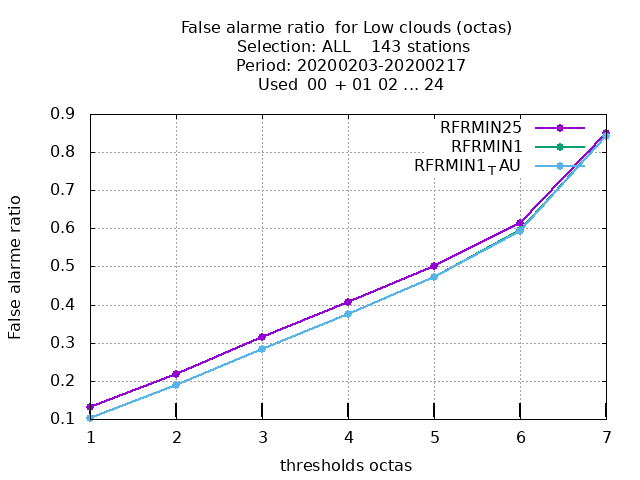 False alarme ratio  for Low clouds (octas)
Selection: ALL    143 stations
Period: 20200203-20200217
Used  00 + 01 02 ... 24
RFRMIN25
RFRMIN1
RFRMIN1TAU
False alarme ratio
0.9
0.8
0.7
0.6
0.5
0.4
0.3
0.2
0.1
1 2 3 4 5 6 7
thresholds octas